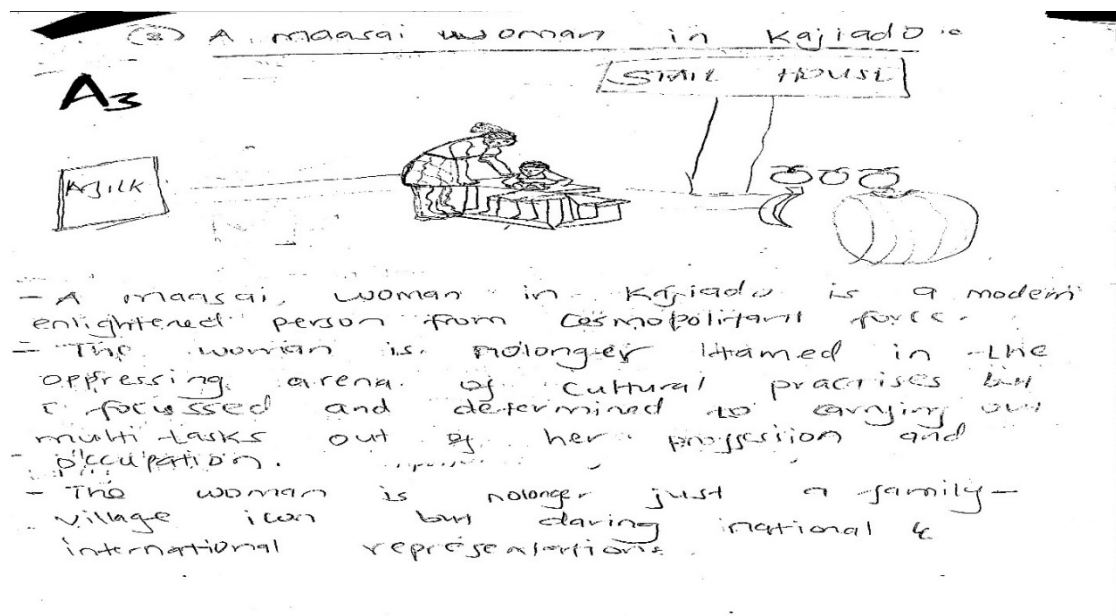 (a) A maasai woman in Kajiado.
STATE HOUSE
A3
MILK
- A maasai, woman in Kajiado is a modern
enlightened person from cosmopolitant force.
- The woman is nolonger framed in the
oppressing arena of cultural practises but
focussed and determined to carrying out
multi-tasks out of her profession and
occupation.
- The woman is nolonger just a family-
village icon but daring national &
international representations.